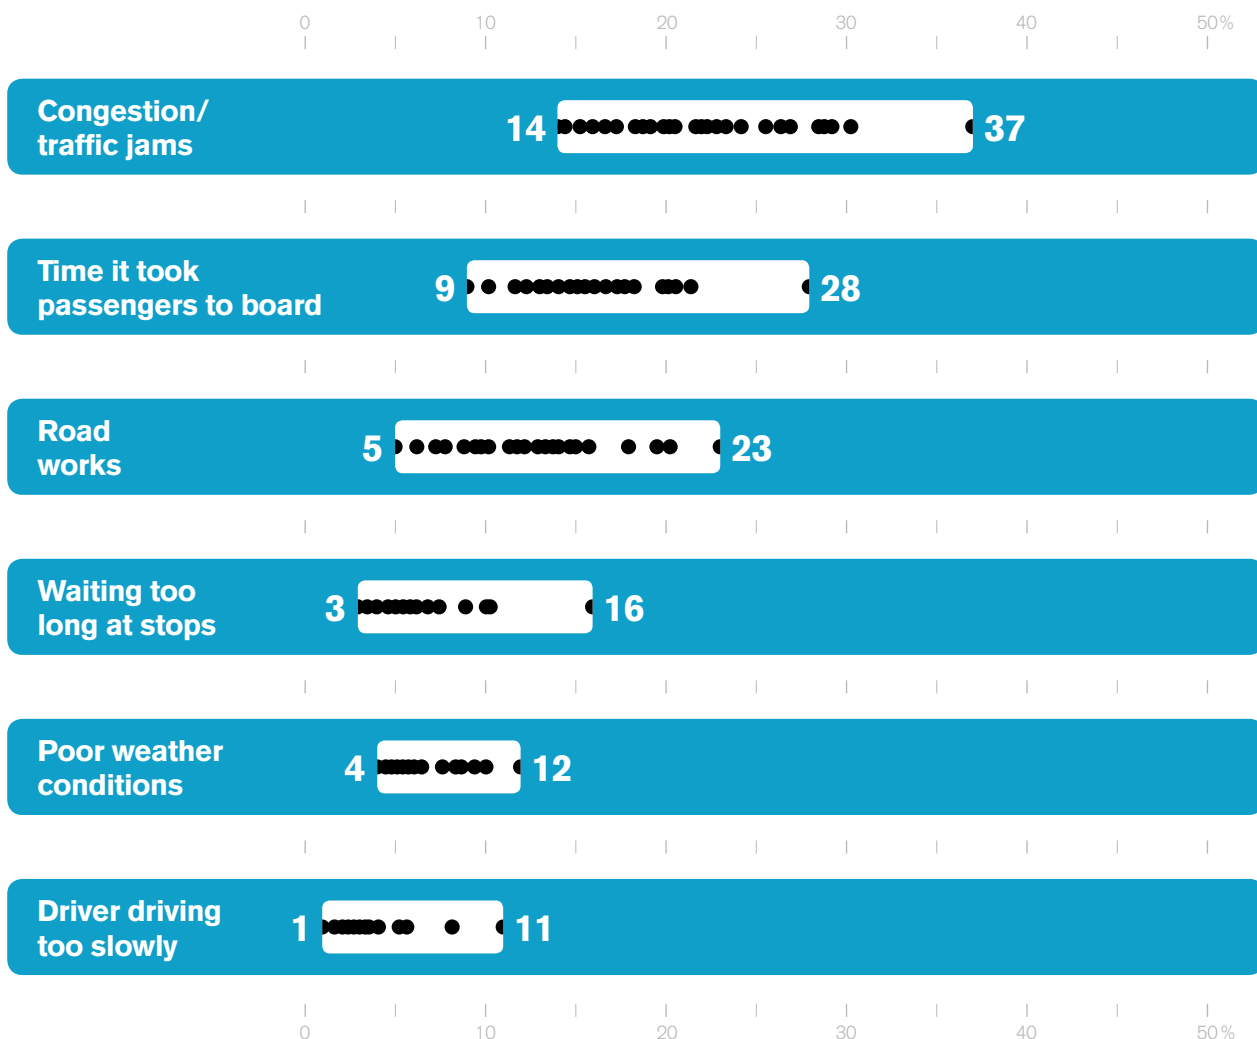 0 10 20 30 40 50%
Congestion/
traffic jams
14 37
Time it took
passengers to board
9 28
Road
works
5 23
Waiting too
long at stops
3 16
Poor weather
conditions
4 12
Driver driving
too slowly
1 11
0 10 20 30 40 50%